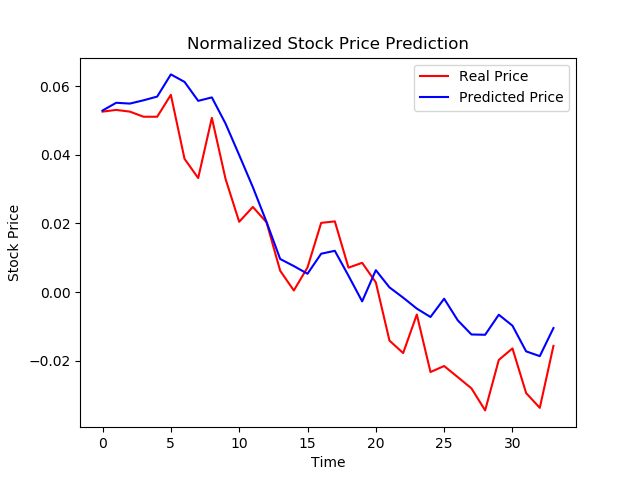 Normalized Stock Price Prediction
Real Price
Predicted Price
0.06
0.04
0.02
0.00
−0.02
Stock Price
0 5 10 15 20 25 30
Time